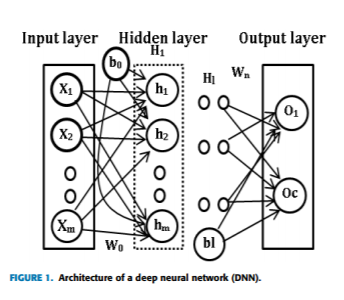 Input layer Hidden layer Output layer
H1
b0
Hl Wn
X1 h1 O1
X2 h2
Oc
Xm hm
W0 bl
FIGURE 1. Architecture of a deep neural network (DNN).